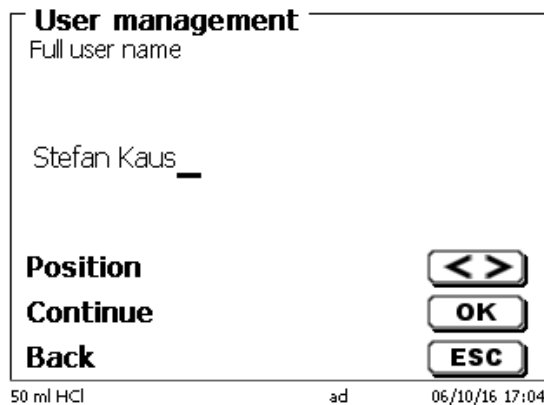 User management
Full user name
Stefan Kaus_
Position < >
Continue OK
Back ESC
50 ml HCl ad 06/10/16 17:04